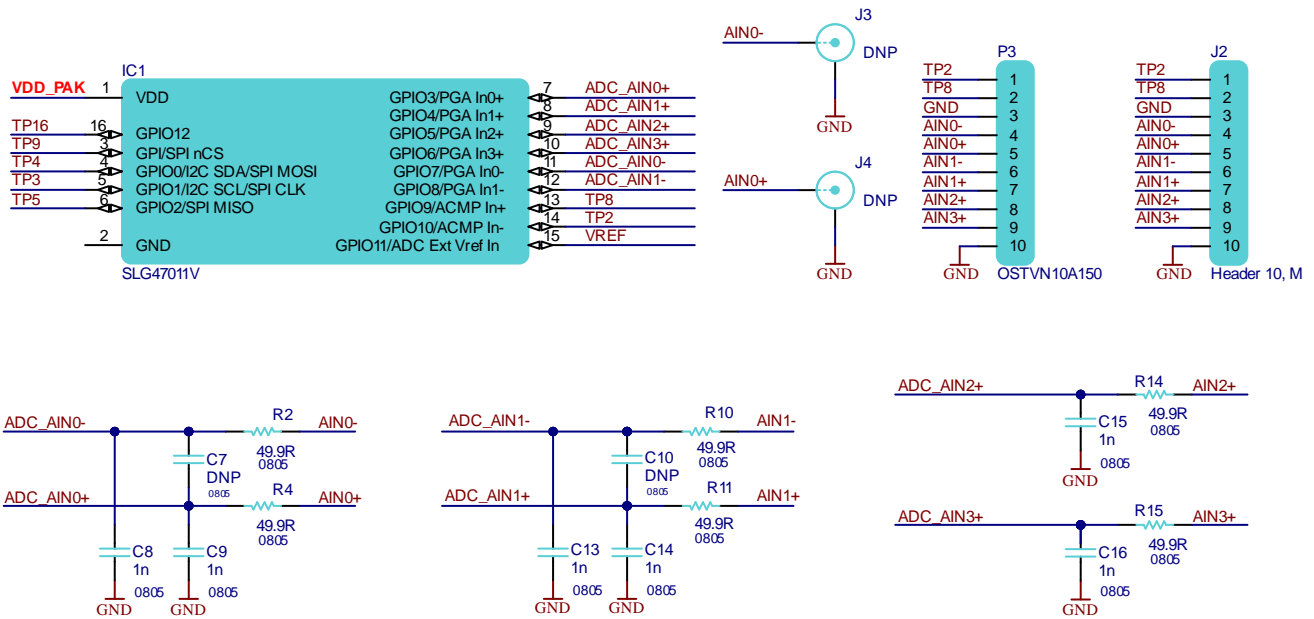 IC1
VDD_PAK 1 VDD
TP16 16 GPIO12
TP9 3 GPI/SPI nCS
TP4 4 GPIO0/I2C SDA/SPI MOSI
TP3 5 GPIO1/I2C SCL/SPI CLK
TP5 6 GPIO2/SPI MISO
2 GND
GPIO3/PGA In0+ 7 ADC_AIN0+
GPIO4/PGA In1+ 8 ADC_AIN1+
GPIO5/PGA In2+ 9 ADC_AIN2+
GPIO6/PGA In3+ 10 ADC_AIN3+
GPIO7/PGA In0- 11 ADC_AIN0-
GPIO8/PGA In1- 12 ADC_AIN1-
GPIO9/ACMP In+ 13 TP8
GPIO10/ACMP In- 14 TP2
GPIO11/ADC Ext Vref In 15 VREF
SLG47011V
J3
AIN0-
DNP
GND
J4
AIN0+
DNP
GND
P3
TP2 1
TP8 2
GND 3
AIN0- 4
AIN0+ 5
AIN1- 6
AIN1+ 7
AIN2+ 8
AIN3+ 9
10
GND
OSTVN10A150
J2
TP2 1
TP8 2
GND 3
AIN0- 4
AIN0+ 5
AIN1- 6
AIN1+ 7
AIN2+ 8
AIN3+ 9
10
GND
Header 10, M
ADC_AIN0- R2 AIN0-
49.9R
0805
C7
DNP
0805
ADC_AIN0+ R4 AIN0+
49.9R
0805
C8
1n
0805
GND
C9
1n
0805
GND
ADC_AIN1- R10 AIN1-
49.9R
0805
C10
DNP
0805
ADC_AIN1+ R11 AIN1+
49.9R
0805
C13
1n
0805
GND
C14
1n
0805
GND
ADC_AIN2+ R14 AIN2+
49.9R
0805
C15
1n
0805
GND
ADC_AIN3+ R15 AIN3+
49.9R
0805
C16
1n
0805
GND